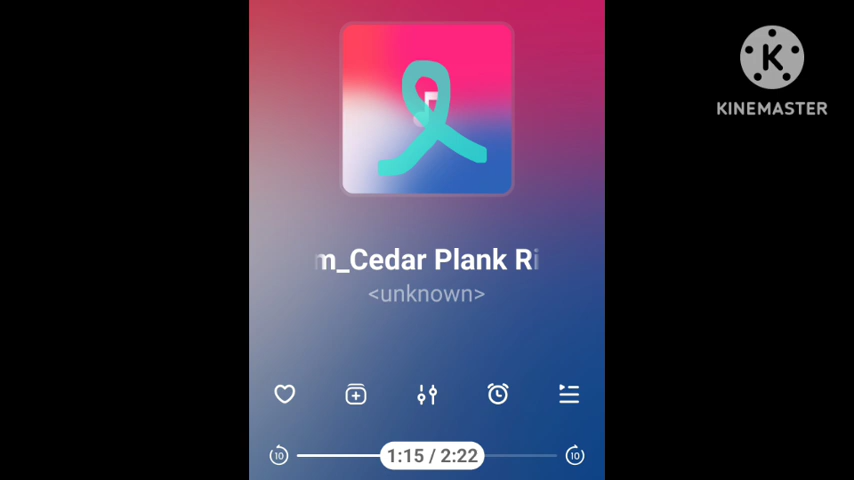 KINEMASTER
m_Cedar Plank Ri
<unknown>
10
1:15 / 2:22
10